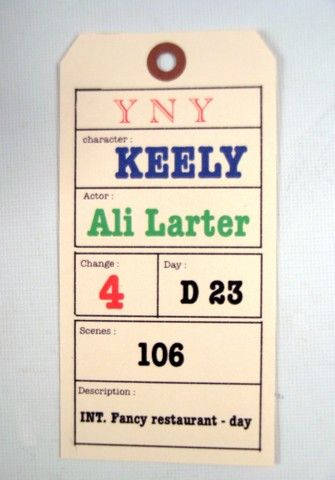 YNY
character :
KEELY
Actor :
Ali Larter
Change :
4
Day :
D 23
Scenes :
106
Description :
INT. Fancy restaurant - day